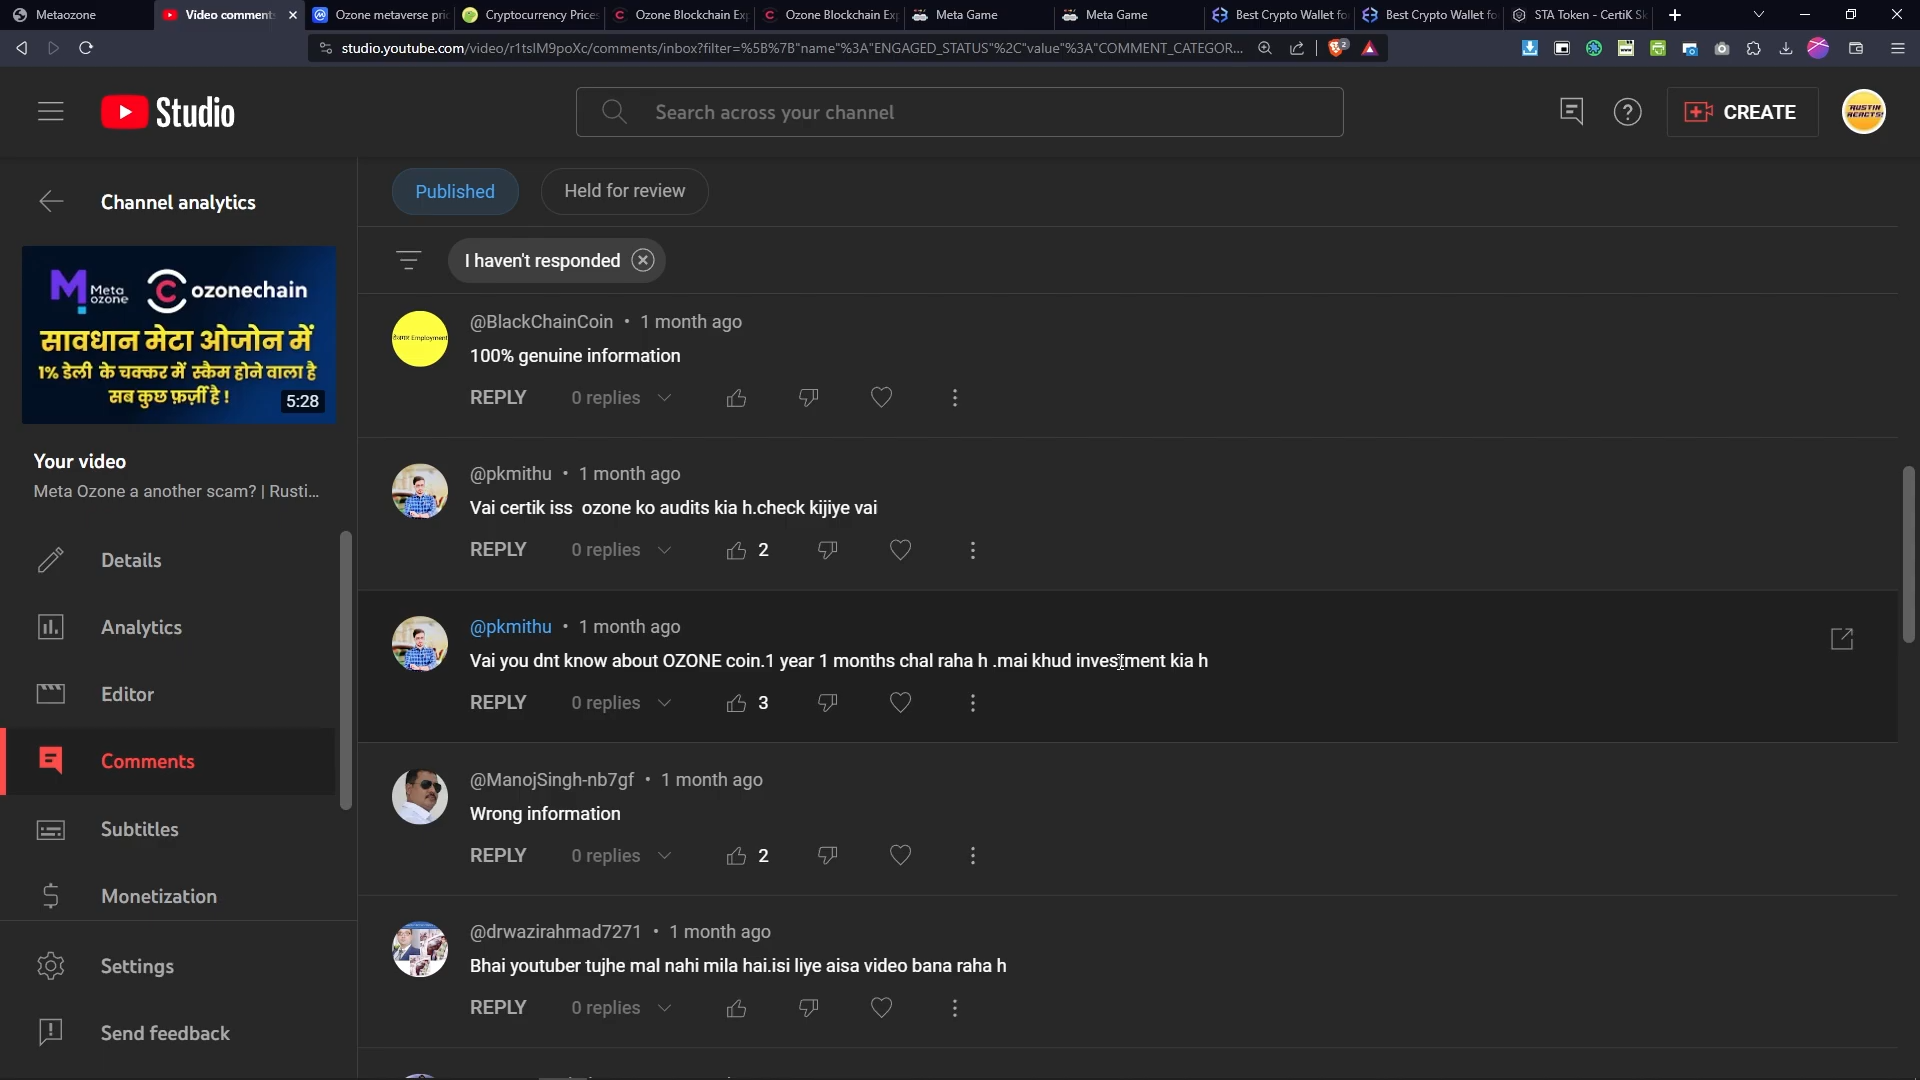 Metaozone
Video comment
Ozone metaverse pric
Cryptocurrency Prices
Ozone Blockchain Exp
Ozone Blockchain Exp
Meta Game
Meta Game
Best Crypto Wallet fo
Best Crypto Wallet fo
STA Token - CertiK Sk
studio.youtube.com/video/r1tslM9poXc/comments/inbox?filter=%5B%7B"name"%3A"ENGAGED_STATUS"%2C"value"%3A"COMMENT_CATEGOR...
2
Studio
Search across your channel
CREATE
RUSTIN
REACTS!
Channel analytics
Published
Held for review
I haven't responded
Meta
ozone
ozonechain
सावधान मेटा ओजोन में
1% डेली के चक्कर में स्कैम होने वाला है
सब कुछ फ़र्ज़ी है !
5:28
Your video
Meta Ozone a another scam? | Rusti...
Details
Analytics
Editor
Comments
Subtitles
Monetization
Settings
Send feedback
@BlackChainCoin • 1 month ago
100% genuine information
REPLY 0 replies
@pkmithu • 1 month ago
Vai certik iss ozone ko audits kia h.check kijiye vai
REPLY 0 replies 2
@pkmithu • 1 month ago
Vai you dnt know about OZONE coin.1 year 1 months chal raha h .mai khud investment kia h
REPLY 0 replies 3
@ManojSingh-nb7gf • 1 month ago
Wrong information
REPLY 0 replies 2
@drwazirahmad7271 • 1 month ago
Bhai youtuber tujhe mal nahi mila hai.isi liye aisa video bana raha h
REPLY 0 replies